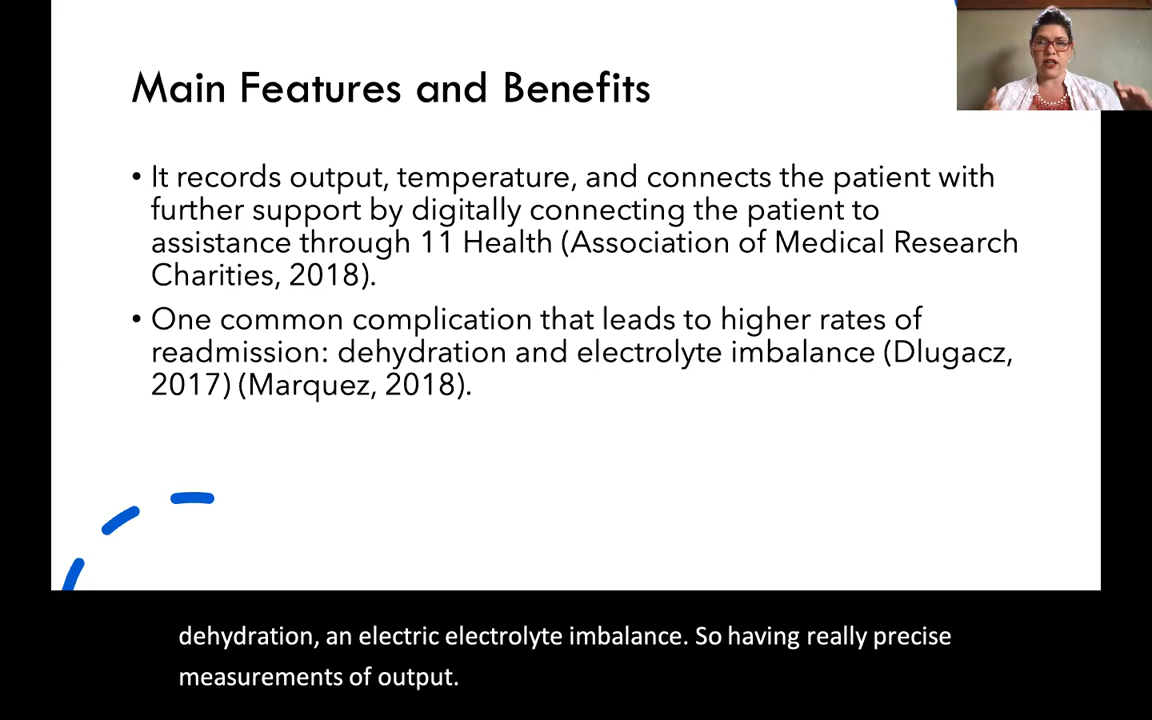 Main Features and Benefits
• It records output, temperature, and connects the patient with
further support by digitally connecting the patient to
assistance through 11 Health (Association of Medical Research
Charities, 2018).
• One common complication that leads to higher rates of
readmission: dehydration and electrolyte imbalance (Dlugacz,
2017) (Marquez, 2018).
dehydration, an electric electrolyte imbalance. So having really precise
measurements of output.